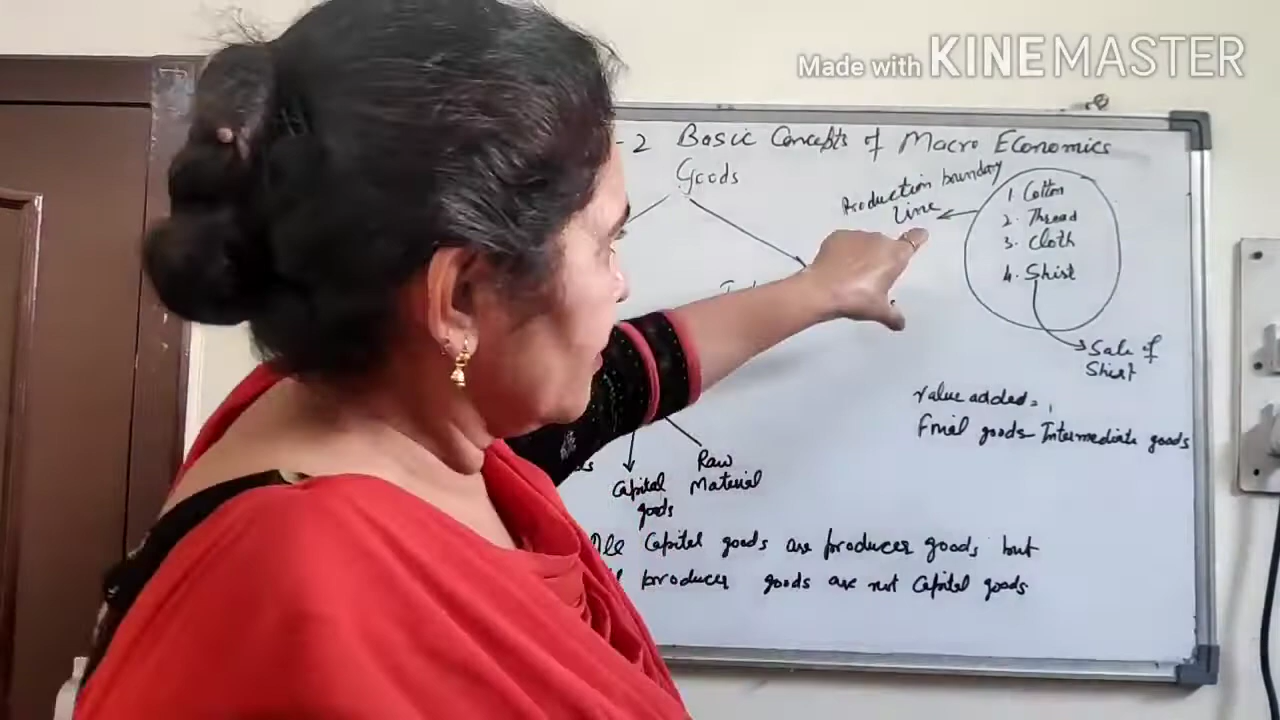 Made with KINEMASTER
-2 Basic Concepts of Macro Economics
Goods
Production boundary
line
1. Cotton
2. Thread
3. Cloth
4. Shirt
Sale of
Shirt
Value added =
Final goods - Intermediate goods
Capital
goods
Raw
Material
All Capital goods are producer goods but
producer goods are not Capital goods